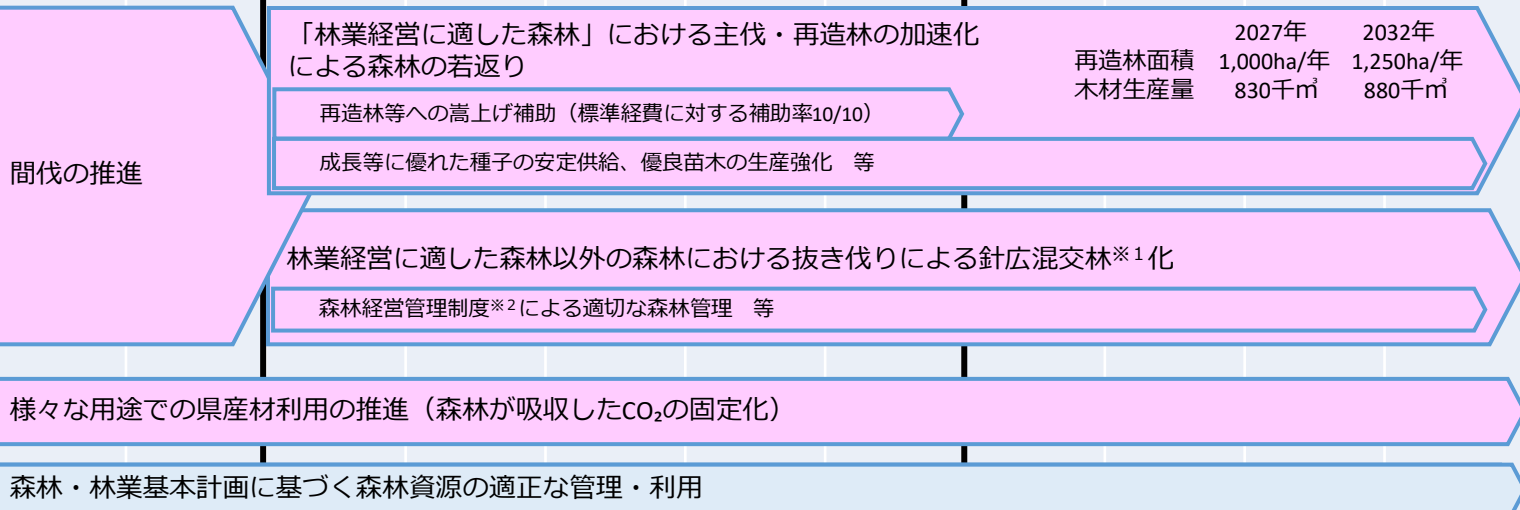 「林業経営に適した森林」における主伐・再造林の加速化
による森林の若返り
2027年 2032年
再造林面積 1,000ha/年 1,250ha/年
木材生産量 830千㎥ 880千㎥
再造林等への嵩上げ補助（標準経費に対する補助率10/10）
成長等に優れた種子の安定供給、優良苗木の生産強化　等
間伐の推進
林業経営に適した森林以外の森林における抜き伐りによる針広混交林※1化
森林経営管理制度※2による適切な森林管理　等
様々な用途での県産材利用の推進（森林が吸収したCO₂の固定化）
森林・林業基本計画に基づく森林資源の適正な管理・利用